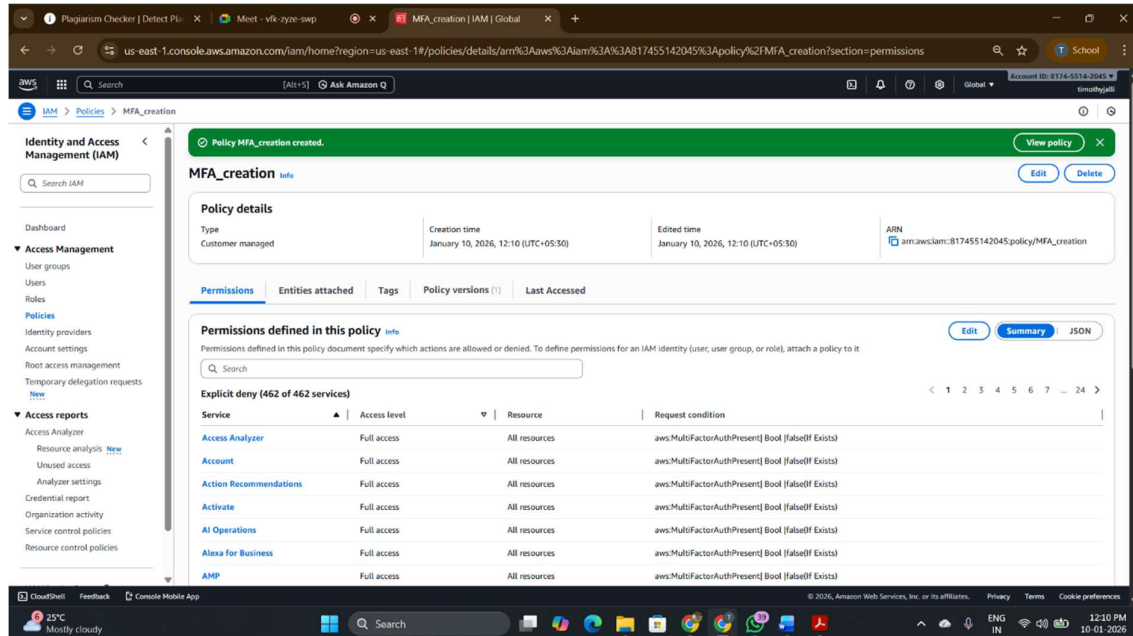 Plagiarism Checker | Detect Pla
Meet - vfk-zyze-swp
MFA_creation | IAM | Global
us-east-1.console.aws.amazon.com/iam/home?region=us-east-1#/policies/details/arn%3Aaws%3Aiam%3A%3A817455142045%3Apolicy%2FMFA_creation?section=permissions
T School
aws
Search [Alt+S] Ask Amazon Q
Global
Account ID: 8174-5514-2045
timothyjalli
IAM > Policies > MFA_creation
Identity and Access Management (IAM)
Search IAM
Dashboard
Access Management
User groups
Users
Roles
Policies
Identity providers
Account settings
Root access management
Temporary delegation requests
New
Access reports
Access Analyzer
Resource analysis New
Unused access
Analyzer settings
Credential report
Organization activity
Service control policies
Resource control policies
Policy MFA_creation created.
View policy
MFA_creation Info
Edit Delete
Policy details
Type
Customer managed
Creation time
January 10, 2026, 12:10 (UTC+05:30)
Edited time
January 10, 2026, 12:10 (UTC+05:30)
ARN
arn:aws:iam::817455142045:policy/MFA_creation
Permissions Entities attached Tags Policy versions (1) Last Accessed
Permissions defined in this policy Info
Edit Summary JSON
Permissions defined in this policy document specify which actions are allowed or denied. To define permissions for an IAM identity (user, user group, or role), attach a policy to it
Search
Explicit deny (462 of 462 services)
< 1 2 3 4 5 6 7 ... 24 >
Service Access level Resource Request condition
Access Analyzer Full access All resources aws:MultiFactorAuthPresent| Bool |false(If Exists)
Account Full access All resources aws:MultiFactorAuthPresent| Bool |false(If Exists)
Action Recommendations Full access All resources aws:MultiFactorAuthPresent| Bool |false(If Exists)
Activate Full access All resources aws:MultiFactorAuthPresent| Bool |false(If Exists)
AI Operations Full access All resources aws:MultiFactorAuthPresent| Bool |false(If Exists)
Alexa for Business Full access All resources aws:MultiFactorAuthPresent| Bool |false(If Exists)
AMP Full access All resources aws:MultiFactorAuthPresent| Bool |false(If Exists)
CloudShell Feedback Console Mobile App
© 2026, Amazon Web Services, Inc. or its affiliates. Privacy Terms Cookie preferences
6
25°C
Mostly cloudy
Search
39
ENG
IN
12:10 PM
10-01-2026